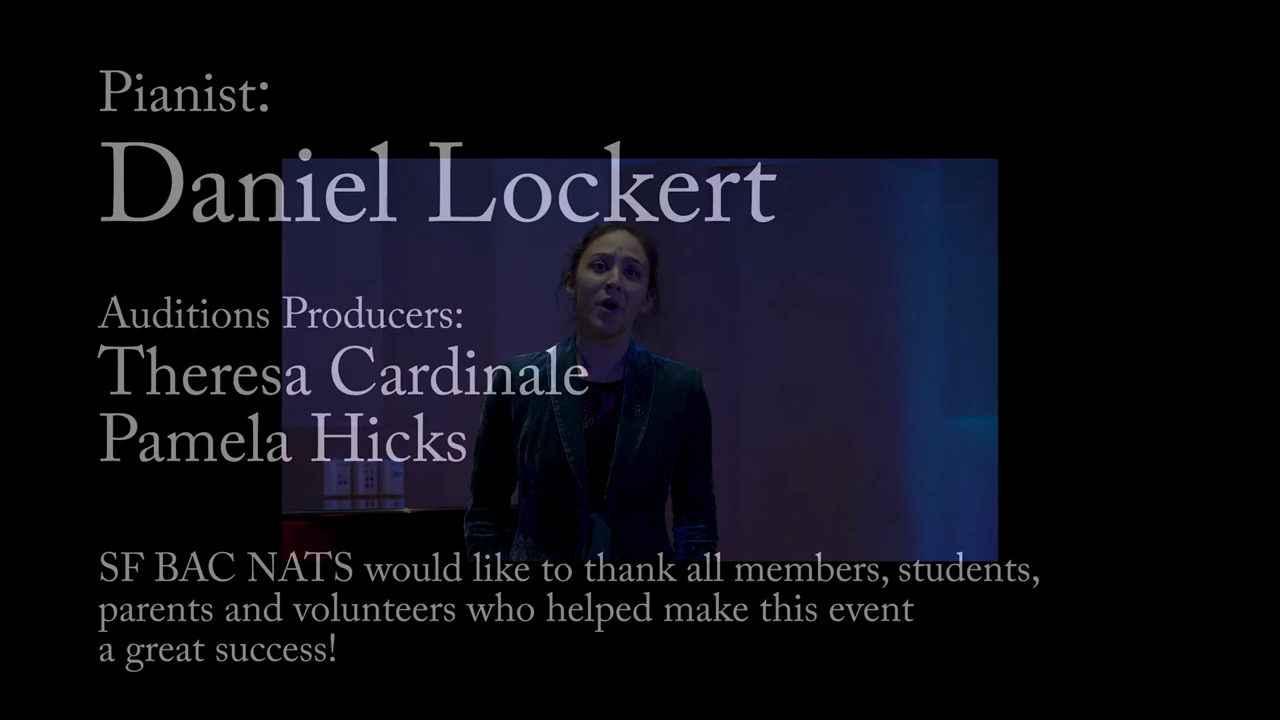 Pianist:
Daniel Lockert
Auditions Producers:
Theresa Cardinale
Pamela Hicks
SF BAC NATS would like to thank all members, students,
parents and volunteers who helped make this event
a great success!